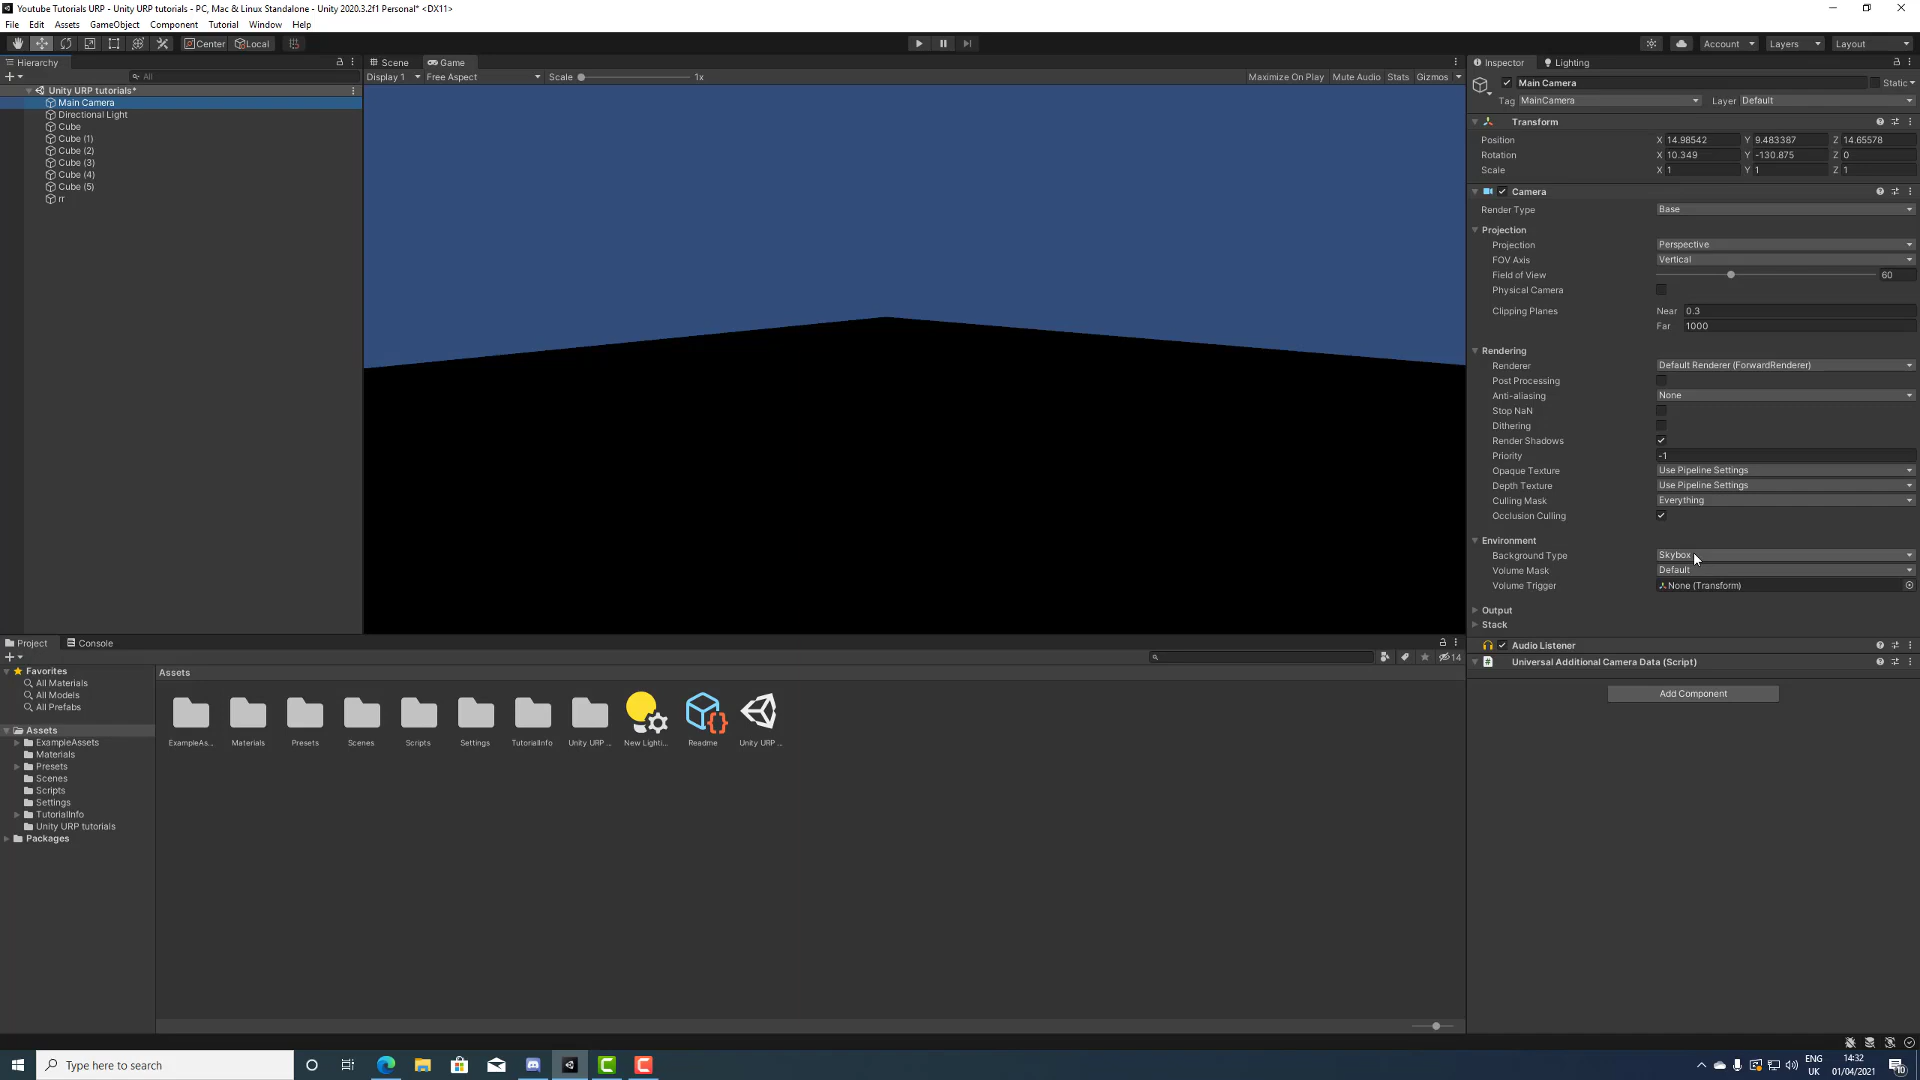 Youtube Tutorials URP - Unity URP tutorials - PC, Mac & Linux Standalone - Unity 2020.3.2f1 Personal* <DX11>
File Edit Assets GameObject Component Tutorial Window Help
Center Local Account Layers Layout
Hierarchy
All
Unity URP tutorials*
Main Camera
Directional Light
Cube
Cube (1)
Cube (2)
Cube (3)
Cube (4)
Cube (5)
rr
Scene Game
Display 1 Free Aspect Scale 1x Maximize On Play Mute Audio Stats Gizmos
Inspector Lighting
Main Camera Static
Tag MainCamera Layer Default
Transform
Position X 14.98542 Y 9.483387 Z 14.65578
Rotation X 10.349 Y -130.875 Z 0
Scale X 1 Y 1 Z 1
Camera
Render Type Base
Projection
Projection Perspective
FOV Axis Vertical
Field of View 60
Physical Camera
Clipping Planes Near 0.3
Far 1000
Rendering
Renderer Default Renderer (ForwardRenderer)
Post Processing
Anti-aliasing None
Stop NaN
Dithering
Render Shadows
Priority -1
Opaque Texture Use Pipeline Settings
Depth Texture Use Pipeline Settings
Culling Mask Everything
Occlusion Culling
Environment
Background Type Skybox
Volume Mask Default
Volume Trigger None (Transform)
Output
Stack
Audio Listener
# Universal Additional Camera Data (Script)
Add Component
Project Console
14
Favorites
All Materials
All Models
All Prefabs
Assets
ExampleAssets
Materials
Presets
Scenes
Scripts
Settings
TutorialInfo
Unity URP tutorials
Packages
Assets
ExampleAs... Materials Presets Scenes Scripts Settings TutorialInfo Unity URP ... New Lighti... Readme Unity URP ...
Type here to search
ENG
UK
14:32
01/04/2021
10